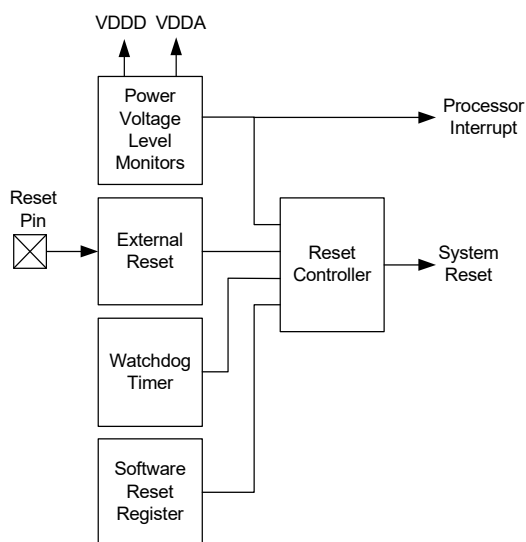 VDDD VDDA
Power
Voltage
Level
Monitors
Processor
Interrupt
Reset
Pin
External
Reset
Reset
Controller
System
Reset
Watchdog
Timer
Software
Reset
Register